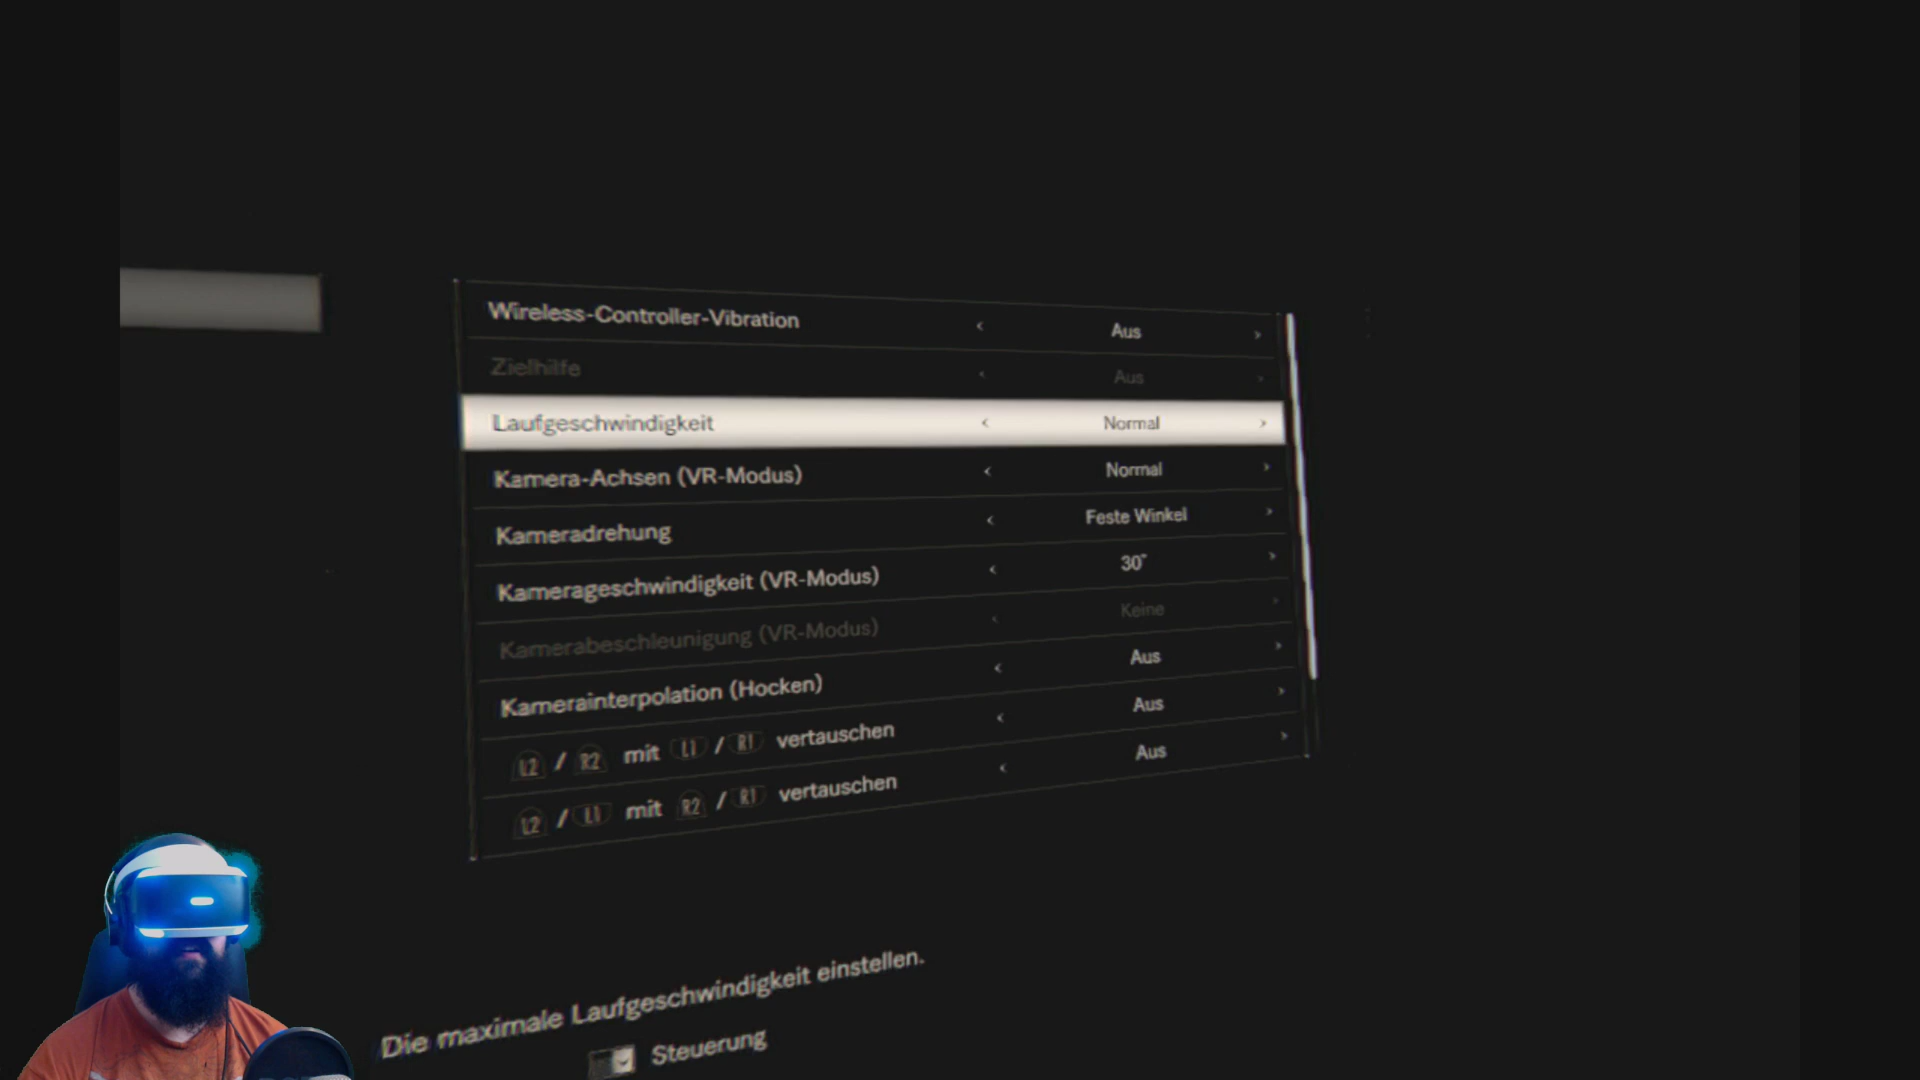 Wireless-Controller-Vibration < Aus >
Zielhilfe < Aus >
Laufgeschwindigkeit < Normal >
Kamera-Achsen (VR-Modus) < Normal >
Kameradrehung < Feste Winkel >
Kamerageschwindigkeit (VR-Modus) < 30° >
Kamerabeschleunigung (VR-Modus) < Keine >
Kamerainterpolation (Hocken) < Aus >
L2 / R2 mit L1 / R1 vertauschen < Aus >
L2 / L1 mit R2 / R1 vertauschen < Aus >
Die maximale Laufgeschwindigkeit einstellen.
Steuerung